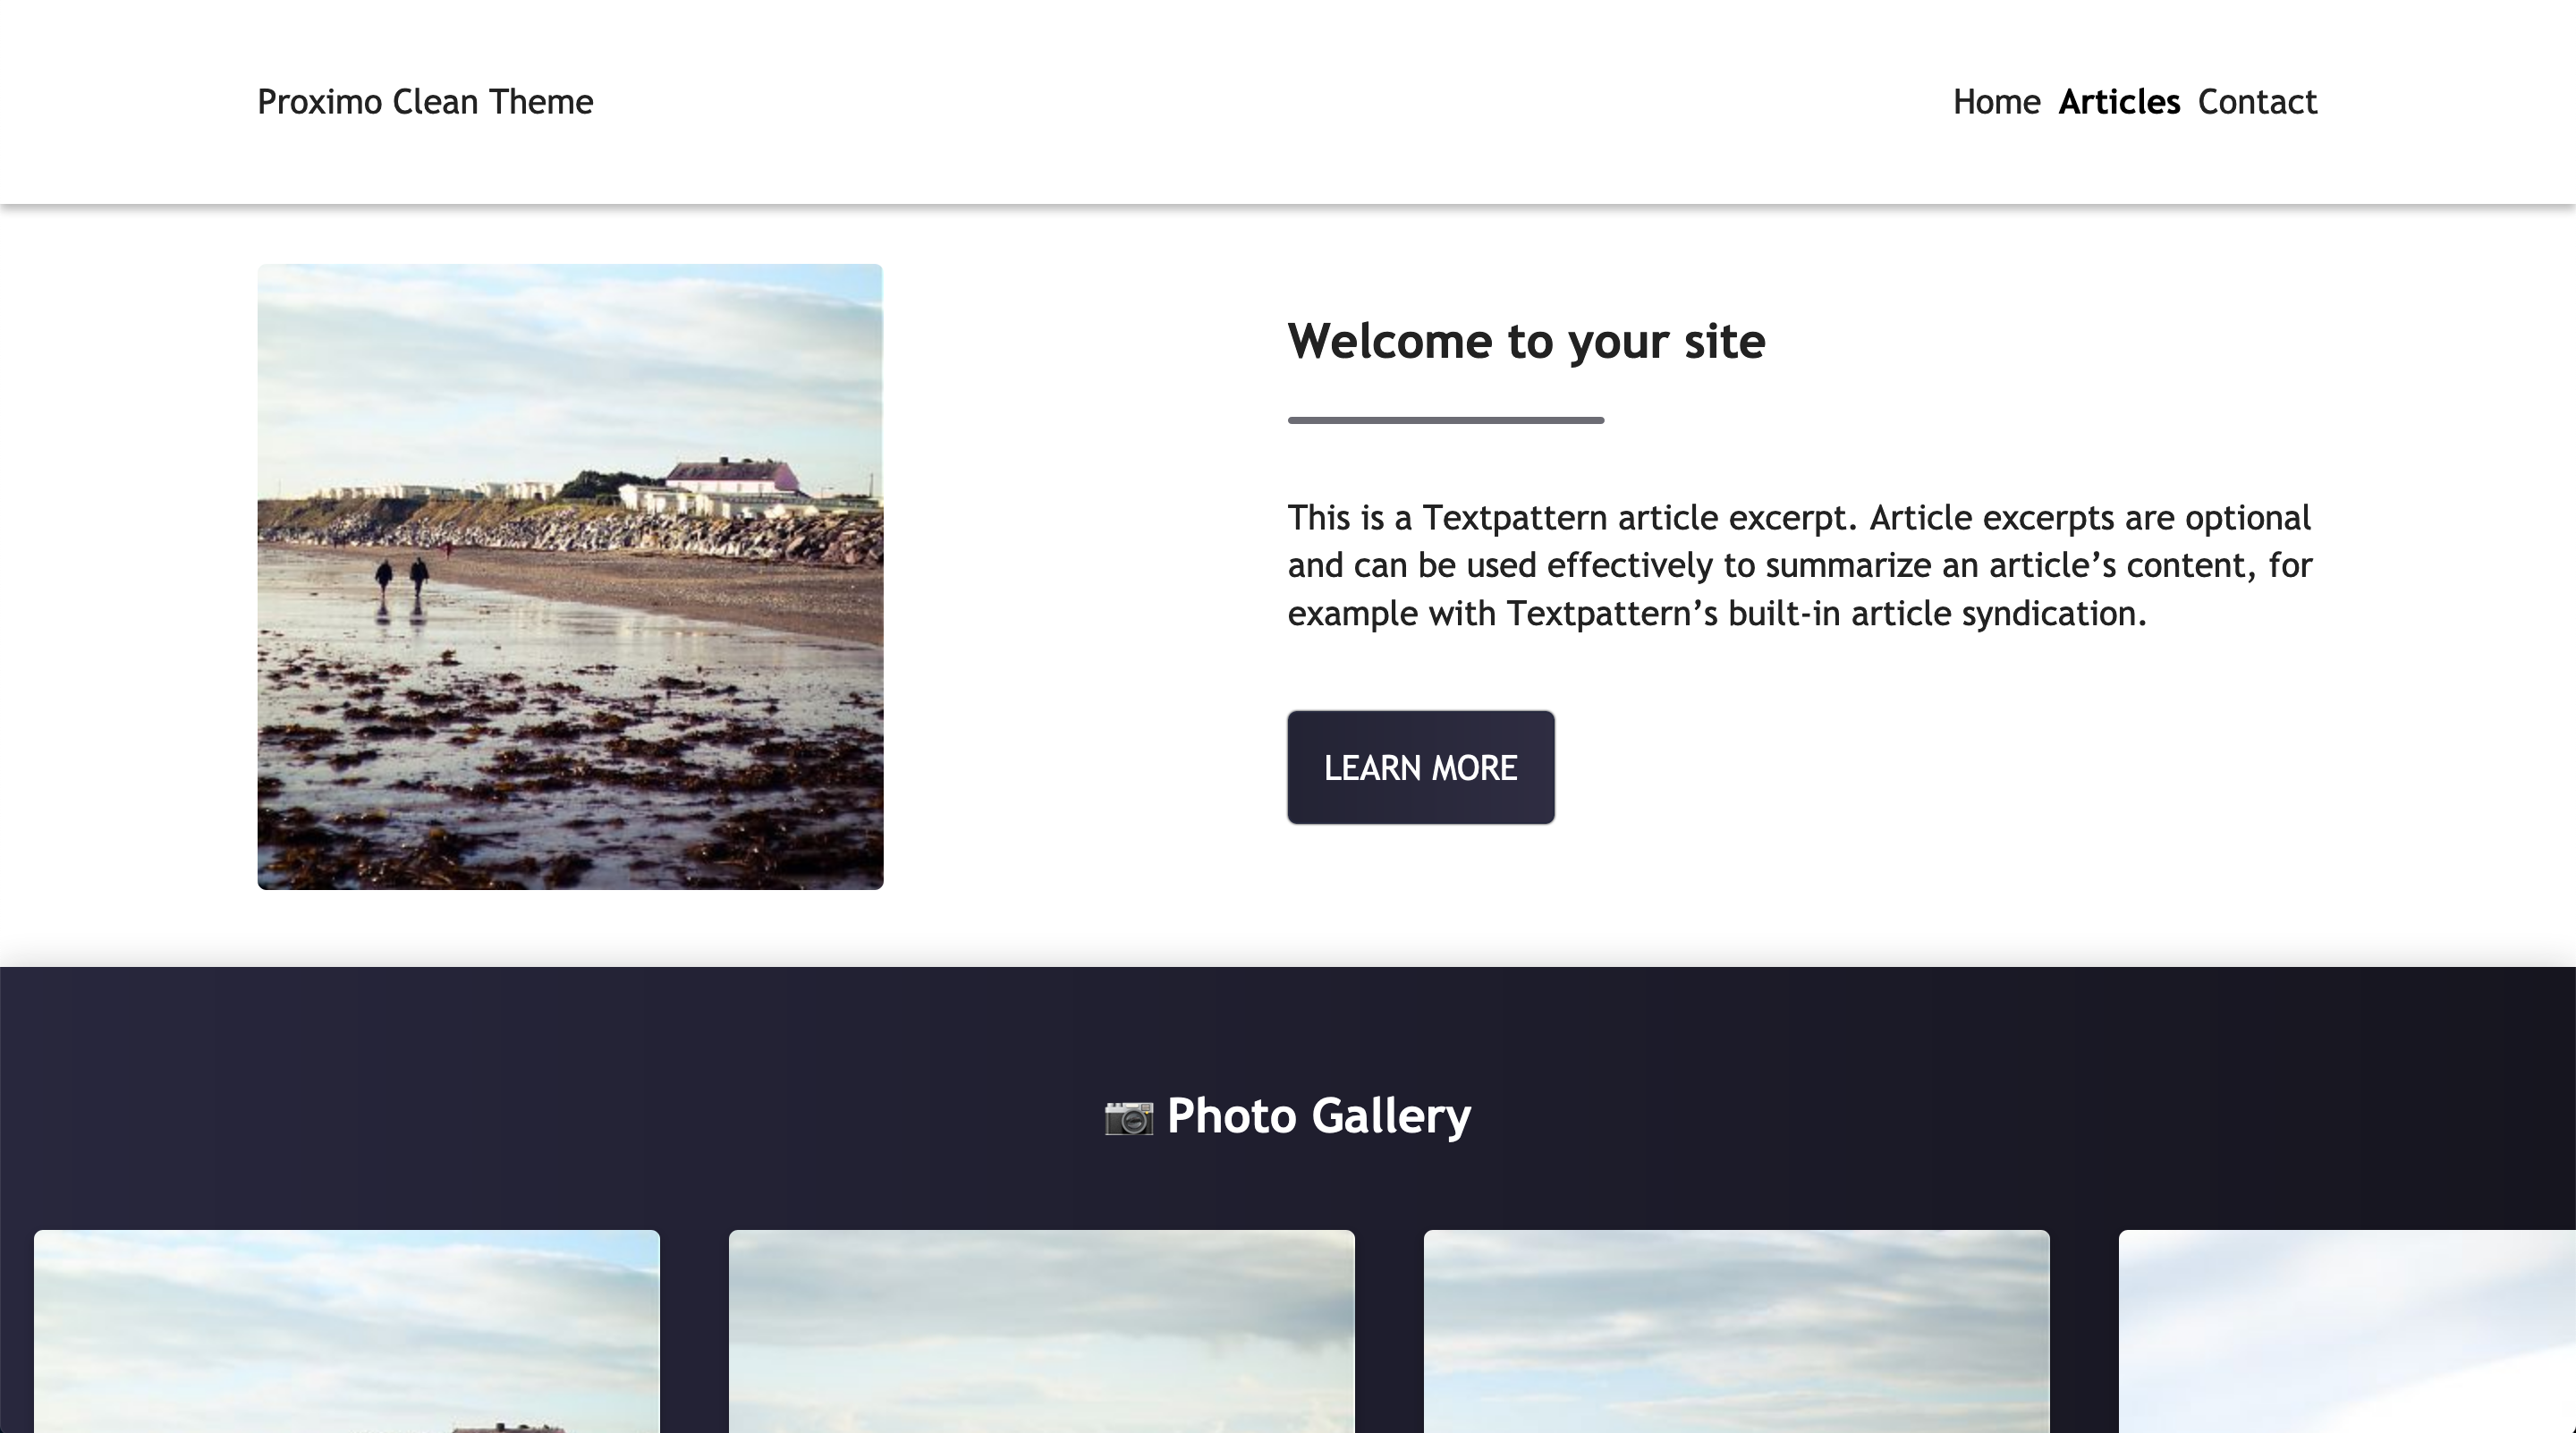 Proximo Clean Theme
Home Articles Contact
Welcome to your site
This is a Textpattern article excerpt. Article excerpts are optional
and can be used effectively to summarize an article’s content, for
example with Textpattern’s built-in article syndication.
LEARN MORE
📷 Photo Gallery